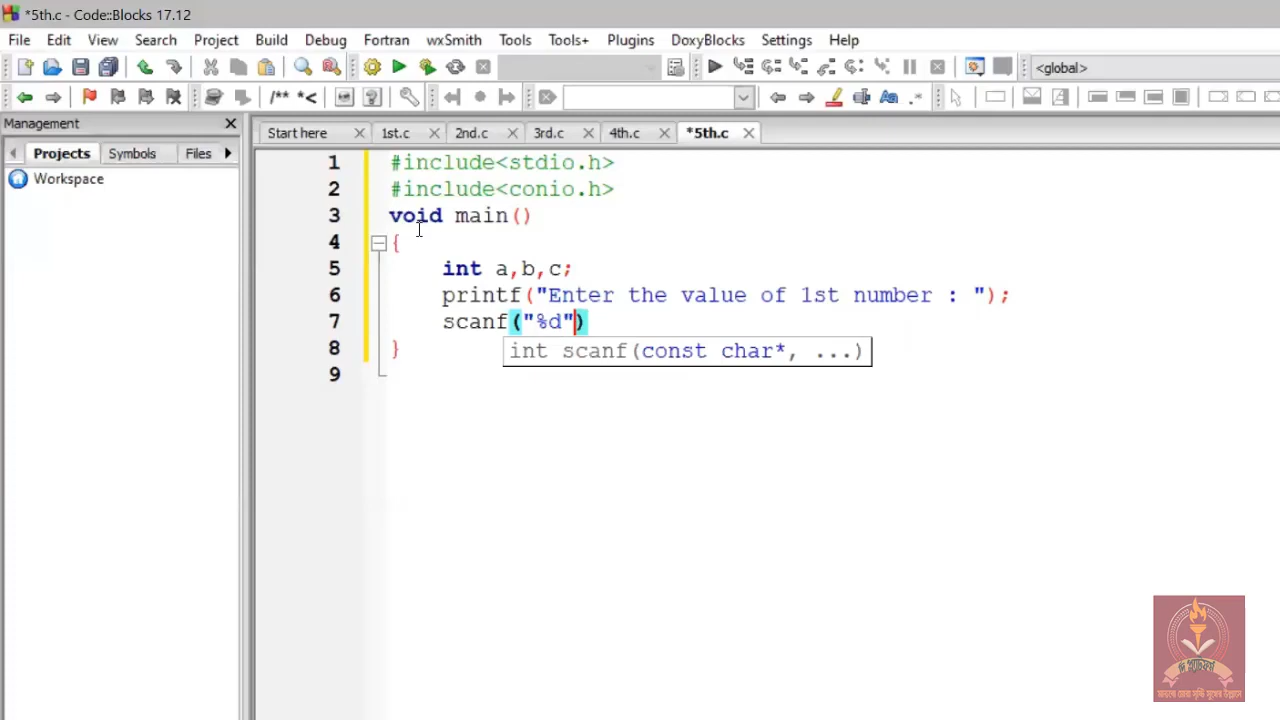 *5th.c - Code::Blocks 17.12
File Edit View Search Project Build Debug Fortran wxSmith Tools Tools+ Plugins DoxyBlocks Settings Help
<global>
/** *<
Aa .*
Management
Start here 1st.c 2nd.c 3rd.c 4th.c *5th.c
Projects Symbols Files
Workspace
1 #include<stdio.h>
2 #include<conio.h>
3 void main()
4 {
5 int a,b,c;
6 printf("Enter the value of 1st number : ");
7 scanf("%d")
int scanf(const char*, ...)
8 }
9